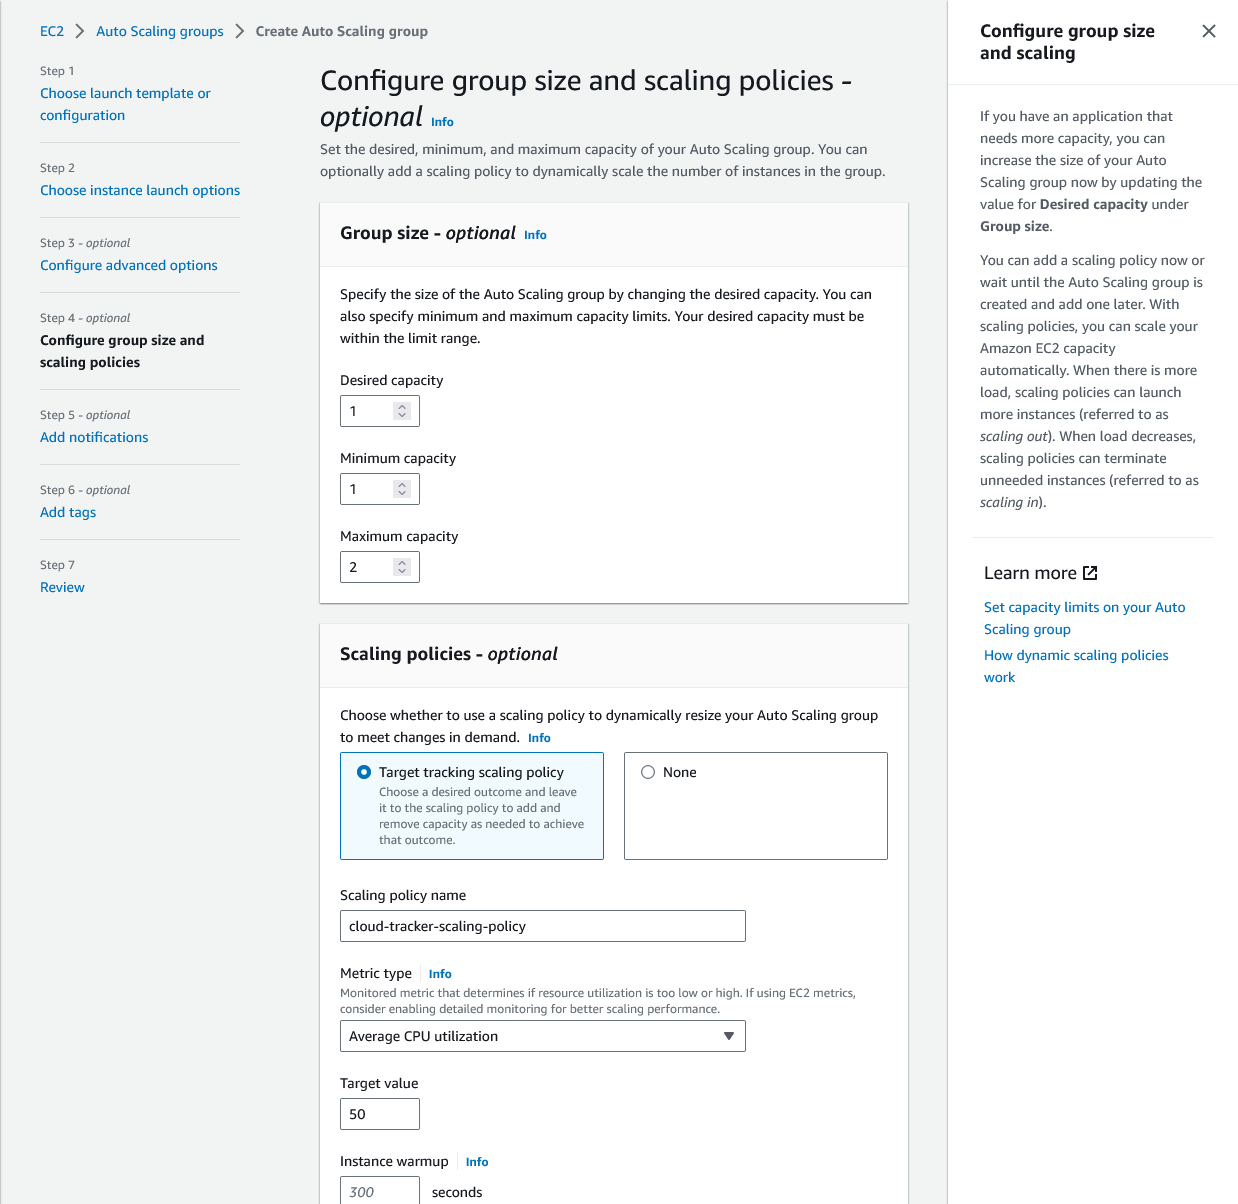 EC2 > Auto Scaling groups > Create Auto Scaling group
Step 1
Choose launch template or
configuration
Step 2
Choose instance launch options
Step 3 - optional
Configure advanced options
Step 4 - optional
Configure group size and
scaling policies
Step 5 - optional
Add notifications
Step 6 - optional
Add tags
Step 7
Review
Configure group size and scaling policies -
optional Info
Set the desired, minimum, and maximum capacity of your Auto Scaling group. You can
optionally add a scaling policy to dynamically scale the number of instances in the group.
Group size - optional Info
Specify the size of the Auto Scaling group by changing the desired capacity. You can
also specify minimum and maximum capacity limits. Your desired capacity must be
within the limit range.
Desired capacity
1
Minimum capacity
1
Maximum capacity
2
Scaling policies - optional
Choose whether to use a scaling policy to dynamically resize your Auto Scaling group
to meet changes in demand. Info
Target tracking scaling policy
Choose a desired outcome and leave
it to the scaling policy to add and
remove capacity as needed to achieve
that outcome.
None
Scaling policy name
cloud-tracker-scaling-policy
Metric type Info
Monitored metric that determines if resource utilization is too low or high. If using EC2 metrics,
consider enabling detailed monitoring for better scaling performance.
Average CPU utilization
Target value
50
Instance warmup Info
300 seconds
Configure group size
and scaling
If you have an application that
needs more capacity, you can
increase the size of your Auto
Scaling group now by updating the
value for Desired capacity under
Group size.
You can add a scaling policy now or
wait until the Auto Scaling group is
created and add one later. With
scaling policies, you can scale your
Amazon EC2 capacity
automatically. When there is more
load, scaling policies can launch
more instances (referred to as
scaling out). When load decreases,
scaling policies can terminate
unneeded instances (referred to as
scaling in).
Learn more
Set capacity limits on your Auto
Scaling group
How dynamic scaling policies
work